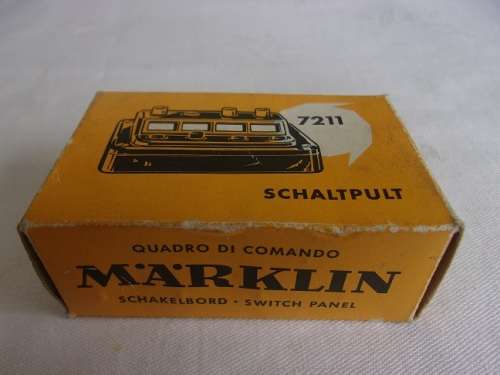 7211
SCHALTPULT
QUADRO DI COMANDO
MÄRKLIN
SCHAKELBORD · SWITCH PANEL